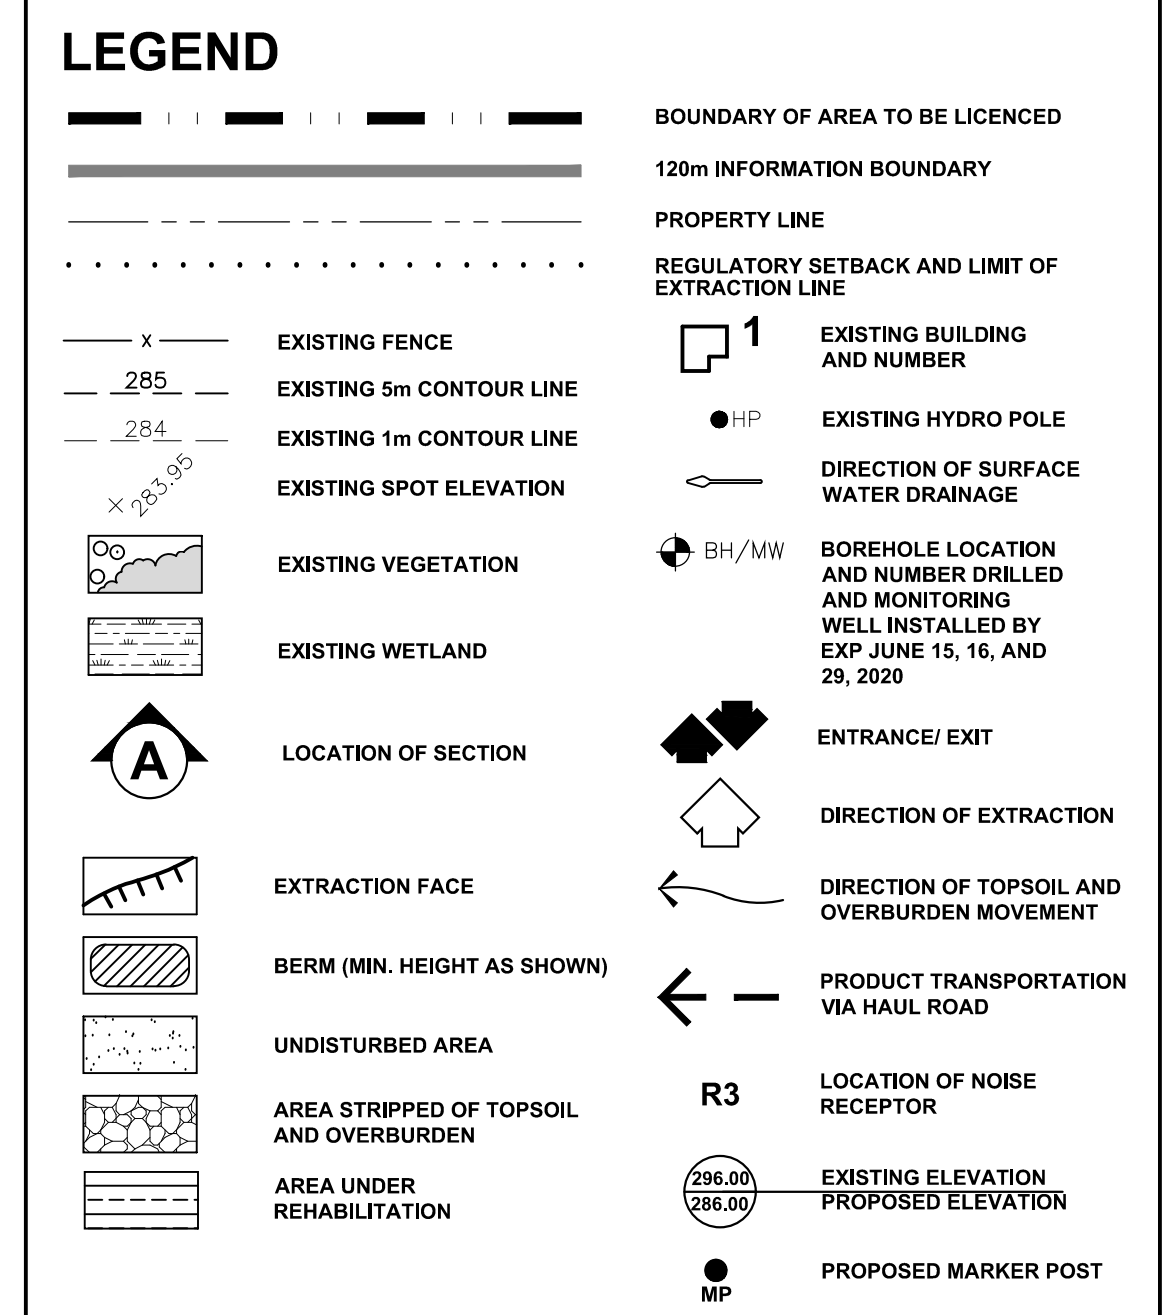 LEGEND
BOUNDARY OF AREA TO BE LICENCED
120m INFORMATION BOUNDARY
PROPERTY LINE
REGULATORY SETBACK AND LIMIT OF
EXTRACTION LINE
x EXISTING FENCE
285 EXISTING 5m CONTOUR LINE
284 EXISTING 1m CONTOUR LINE
283.95 EXISTING SPOT ELEVATION
EXISTING VEGETATION
EXISTING WETLAND
A LOCATION OF SECTION
EXTRACTION FACE
BERM (MIN. HEIGHT AS SHOWN)
UNDISTURBED AREA
AREA STRIPPED OF TOPSOIL
AND OVERBURDEN
AREA UNDER
REHABILITATION
1 EXISTING BUILDING
AND NUMBER
HP EXISTING HYDRO POLE
DIRECTION OF SURFACE
WATER DRAINAGE
BH/MW BOREHOLE LOCATION
AND NUMBER DRILLED
AND MONITORING
WELL INSTALLED BY
EXP JUNE 15, 16, AND
29, 2020
ENTRANCE/ EXIT
DIRECTION OF EXTRACTION
DIRECTION OF TOPSOIL AND
OVERBURDEN MOVEMENT
PRODUCT TRANSPORTATION
VIA HAUL ROAD
R3 LOCATION OF NOISE
RECEPTOR
296.00 EXISTING ELEVATION
286.00 PROPOSED ELEVATION
PROPOSED MARKER POST
MP